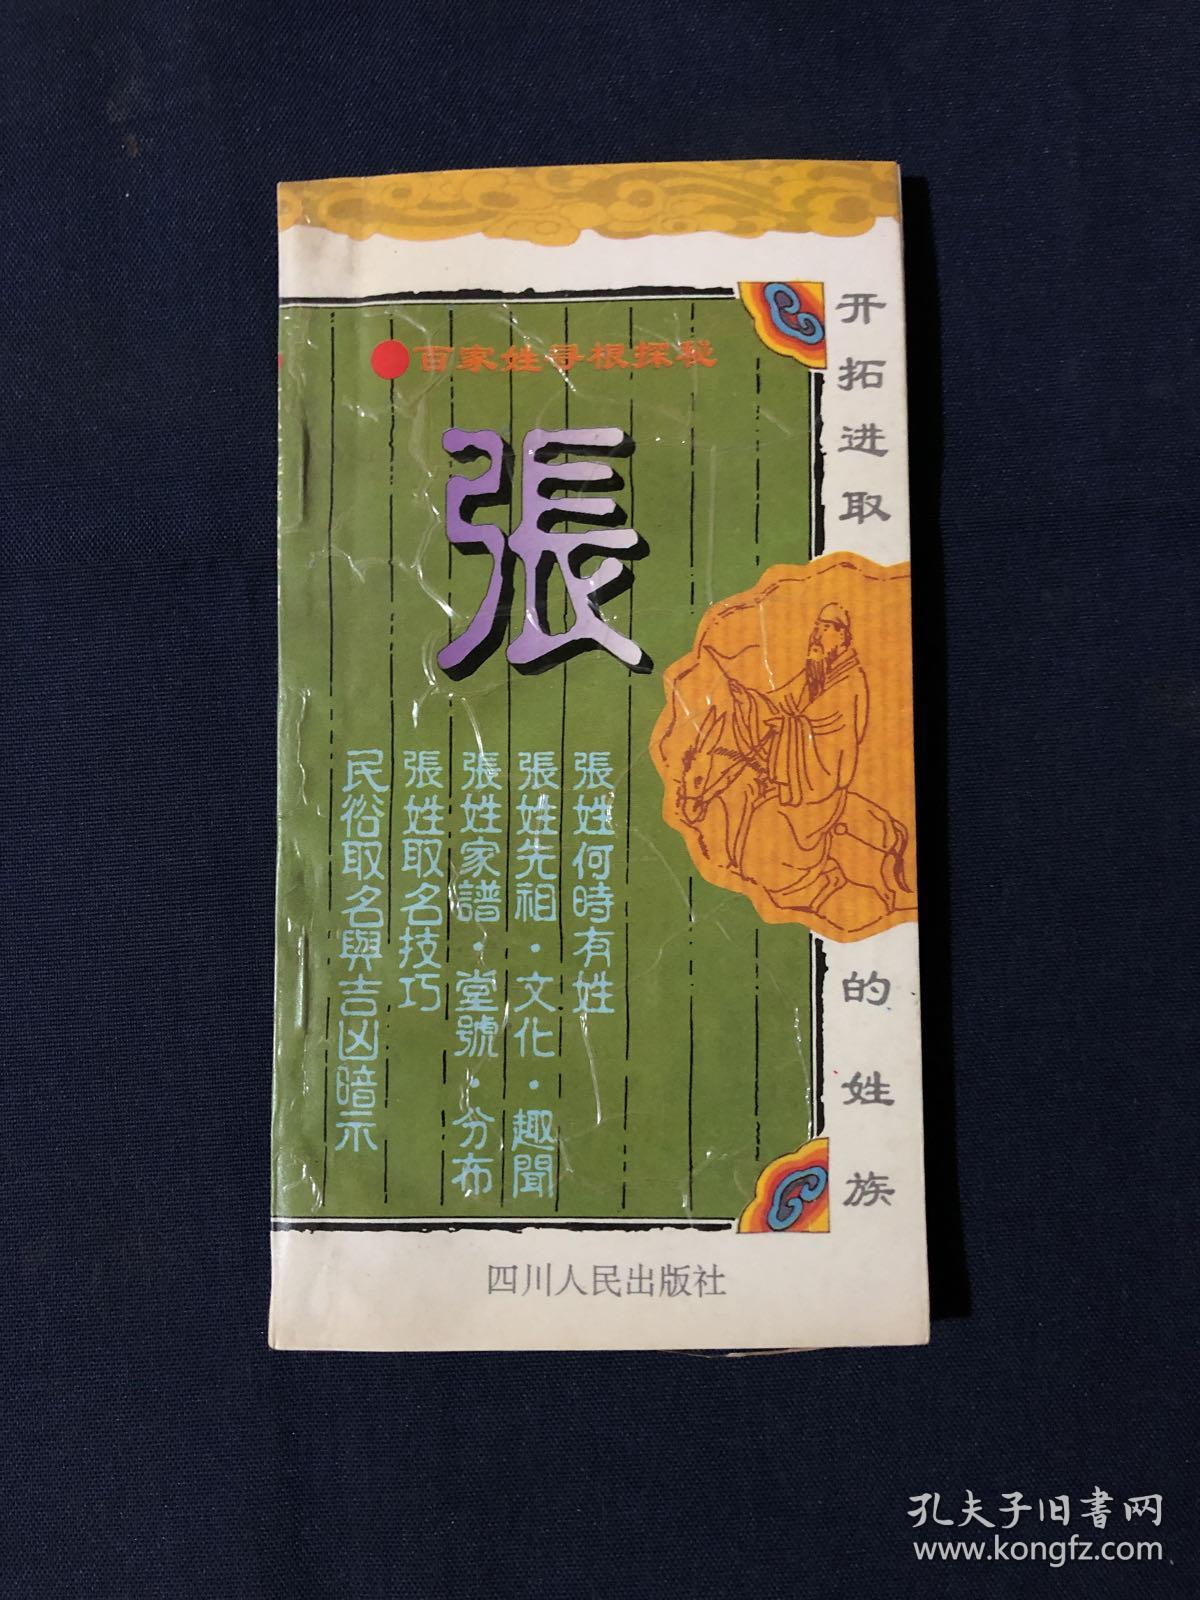 百家姓寻根探秘
張
開拓进取
的姓族
張姓何時有姓
張姓先祖·文化·趣聞
張姓家譜·堂號·分布
張姓取名技巧
民俗取名與吉凶暗示
四川人民出版社
孔夫子旧書网
www.kongfz.com